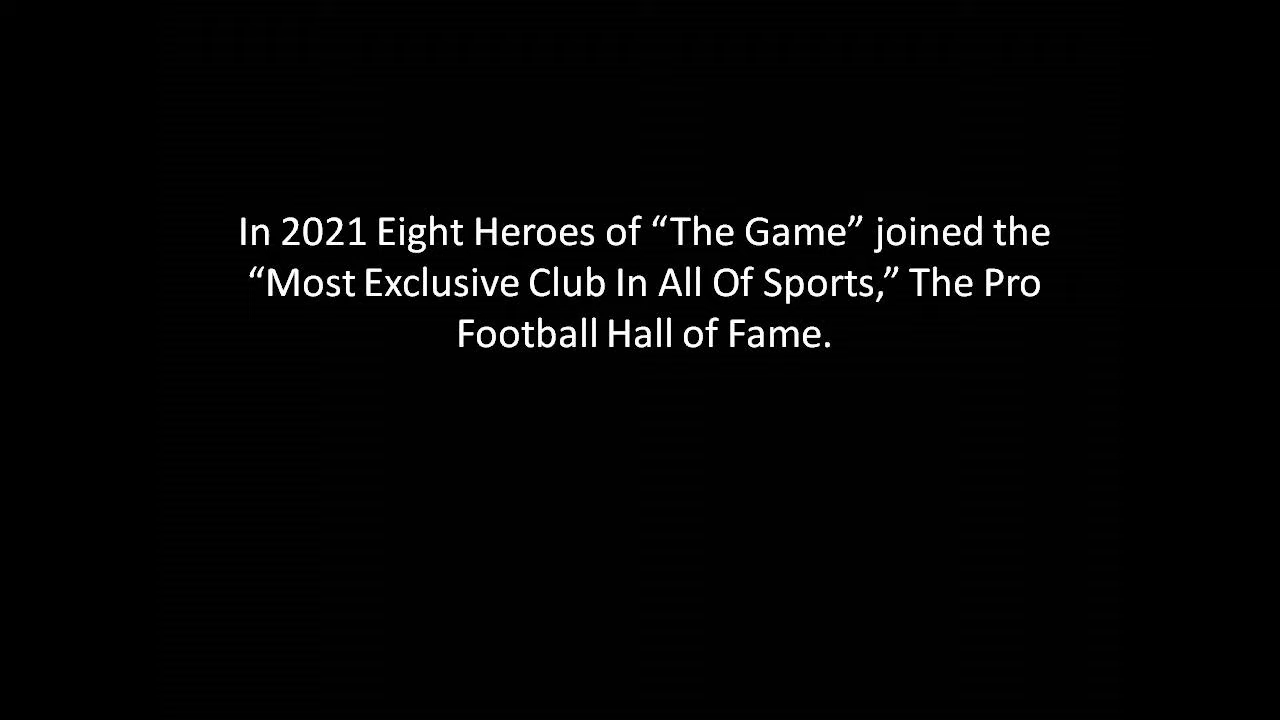 In 2021 Eight Heroes of “The Game” joined the
“Most Exclusive Club In All Of Sports,” The Pro
Football Hall of Fame.